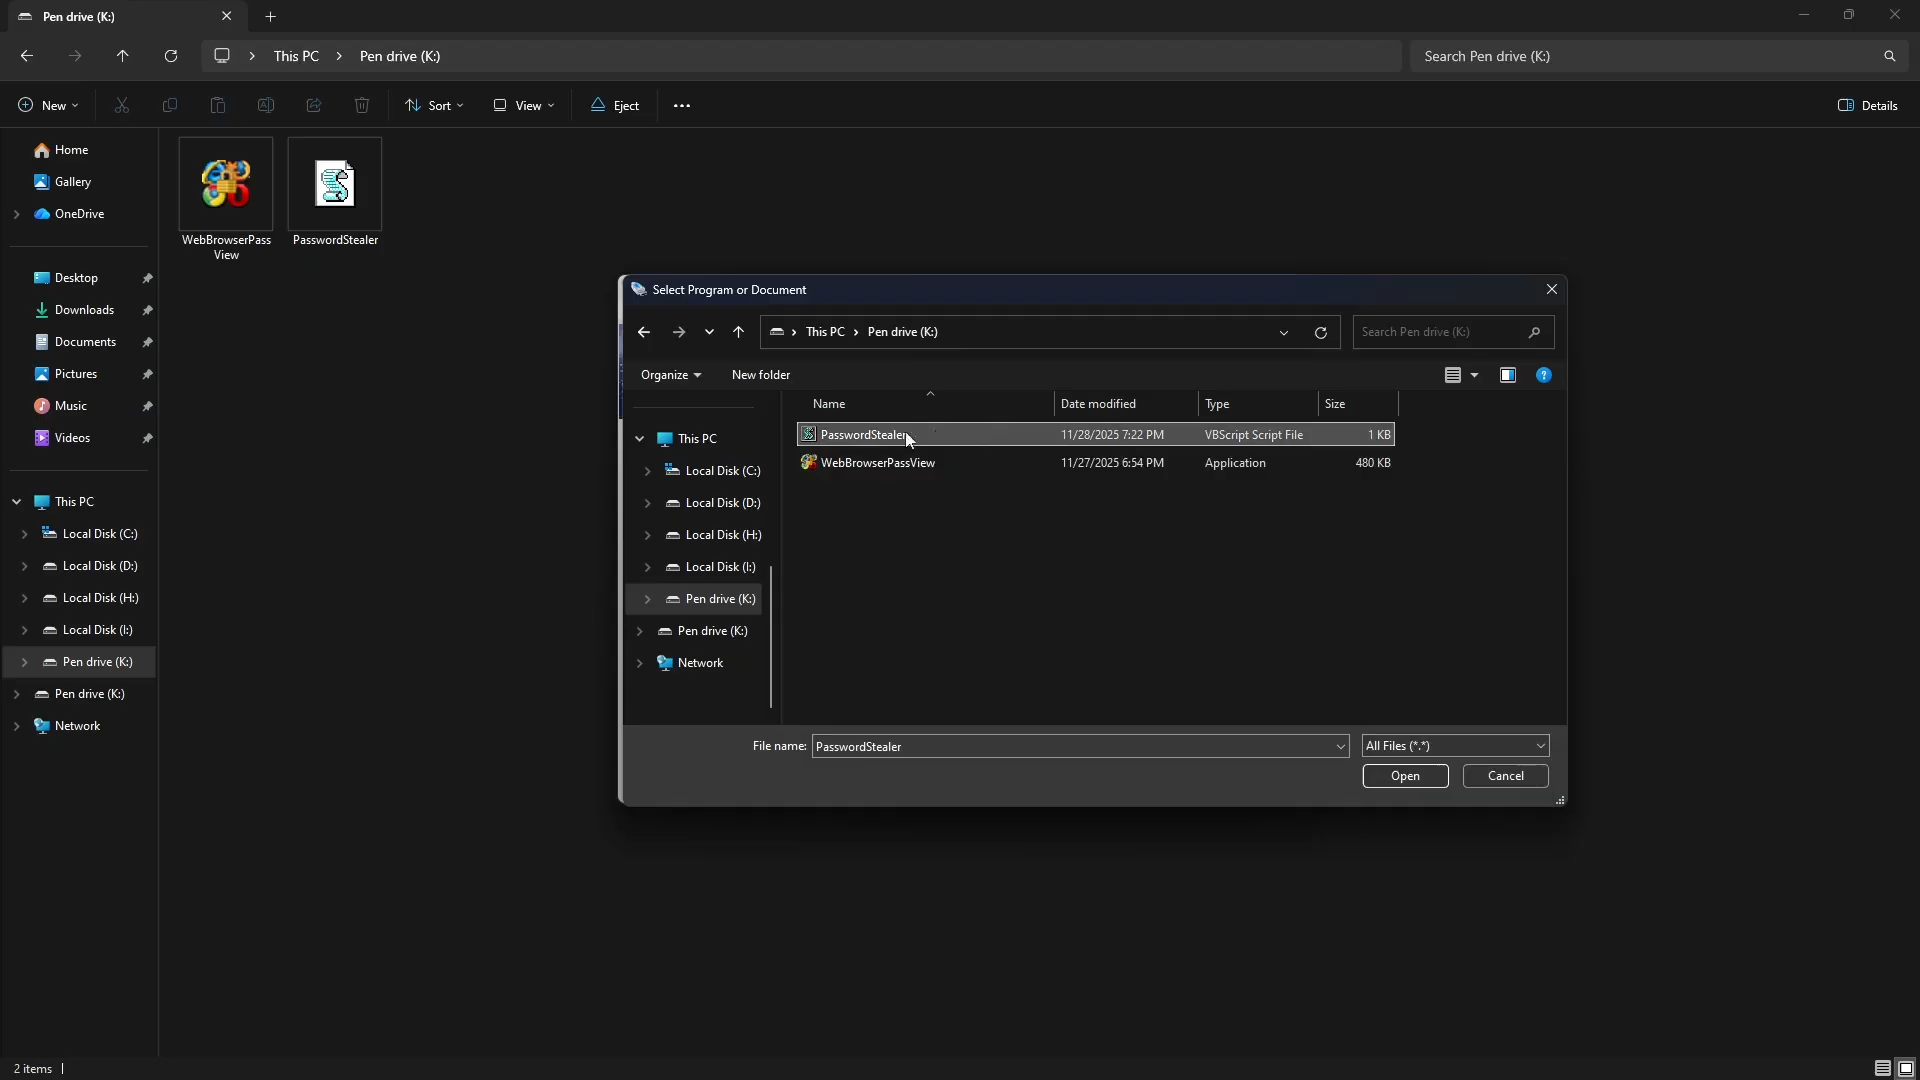 Pen drive (K:)
This PC > Pen drive (K:)
Search Pen drive (K:)
New
Sort
View
Eject
Details
Home
Gallery
OneDrive
Desktop
Downloads
Documents
Pictures
Music
Videos
This PC
Local Disk (C:)
Local Disk (D:)
Local Disk (H:)
Local Disk (I:)
Pen drive (K:)
Pen drive (K:)
Network
WebBrowserPass
View
PasswordStealer
Select Program or Document
This PC > Pen drive (K:)
Search Pen drive (K:)
Organize
New folder
This PC
Local Disk (C:)
Local Disk (D:)
Local Disk (H:)
Local Disk (I:)
Pen drive (K:)
Pen drive (K:)
Network
Name Date modified Type Size
PasswordStealer 11/28/2025 7:22 PM VBScript Script File 1 KB
WebBrowserPassView 11/27/2025 6:54 PM Application 480 KB
File name: PasswordStealer
All Files (*.*)
Open
Cancel
2 items